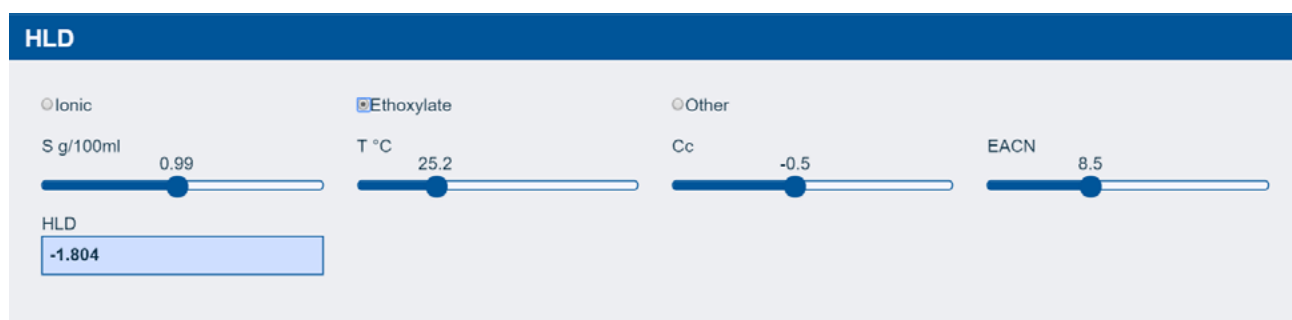 HLD
Ionic Ethoxylate Other
S g/100ml T °C Cc EACN
0.99 25.2 -0.5 8.5
HLD
-1.804